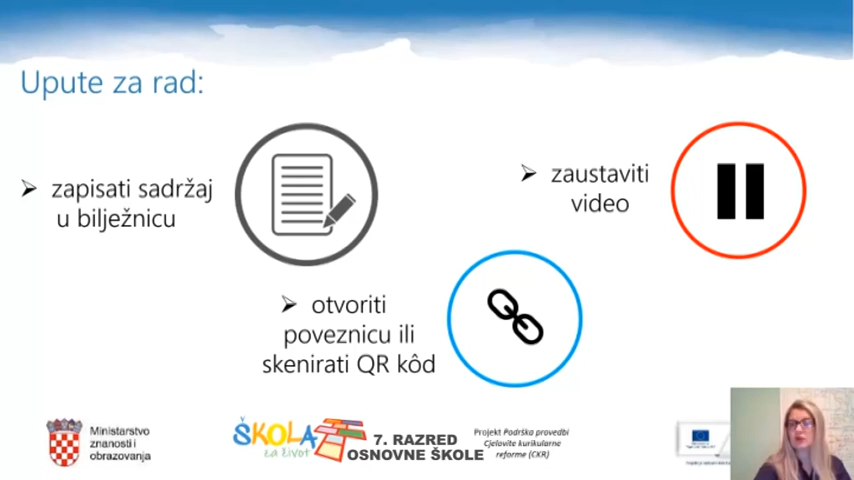 Upute za rad:
➢ zapisati sadržaj
u bilježnicu
➢ zaustaviti
video
➢ otvoriti
poveznicu ili
skenirati QR kôd
Ministarstvo
znanosti i
obrazovanja
ŠKOLA
za život
7. RAZRED
OSNOVNE ŠKOLE
Projekt Podrška provedbi
Cjelovite kurikularne
reforme (CKR)